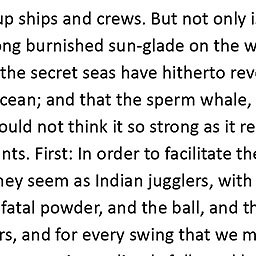 up ships and crews. But not only i
ong burnished sun-glade on the w
the secret seas have hitherto rev
cean; and that the sperm whale,
ould not think it so strong as it re
nts. First: In order to facilitate the
ney seem as Indian jugglers, with
fatal powder, and the ball, and th
rs, and for every swing that we m